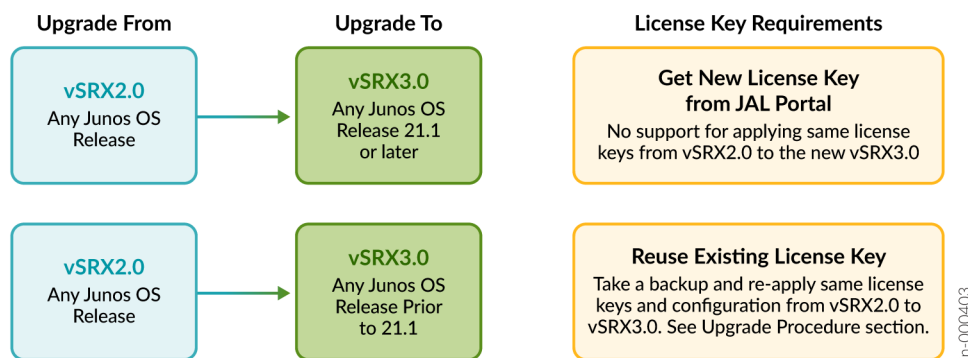 Upgrade From
Upgrade To
License Key Requirements
vSRX2.0
Any Junos OS
Release
vSRX3.0
Any Junos OS
Release 21.1
or later
Get New License Key
from JAL Portal
No support for applying same license
keys from vSRX2.0 to the new vSRX3.0
vSRX2.0
Any Junos OS
Release
vSRX3.0
Any Junos OS
Release Prior
to 21.1
Reuse Existing License Key
Take a backup and re-apply same license
keys and configuration from vSRX2.0 to
vSRX3.0. See Upgrade Procedure section.
n-000403